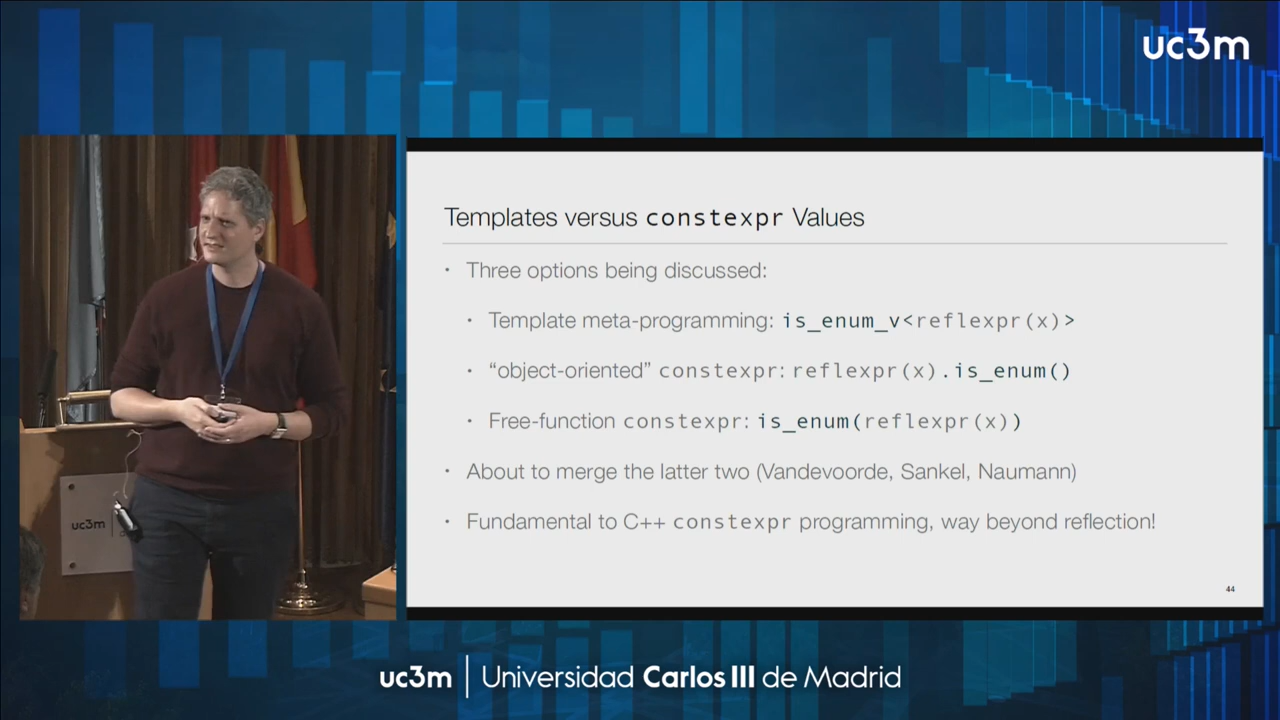 uc3m
Templates versus constexpr Values
• Three options being discussed:
• Template meta-programming: is_enum_v<reflexpr(x)>
• “object-oriented” constexpr: reflexpr(x).is_enum()
• Free-function constexpr: is_enum(reflexpr(x))
• About to merge the latter two (Vandevoorde, Sankel, Naumann)
• Fundamental to C++ constexpr programming, way beyond reflection!
44
uc3m
uc3m | Universidad Carlos III de Madrid